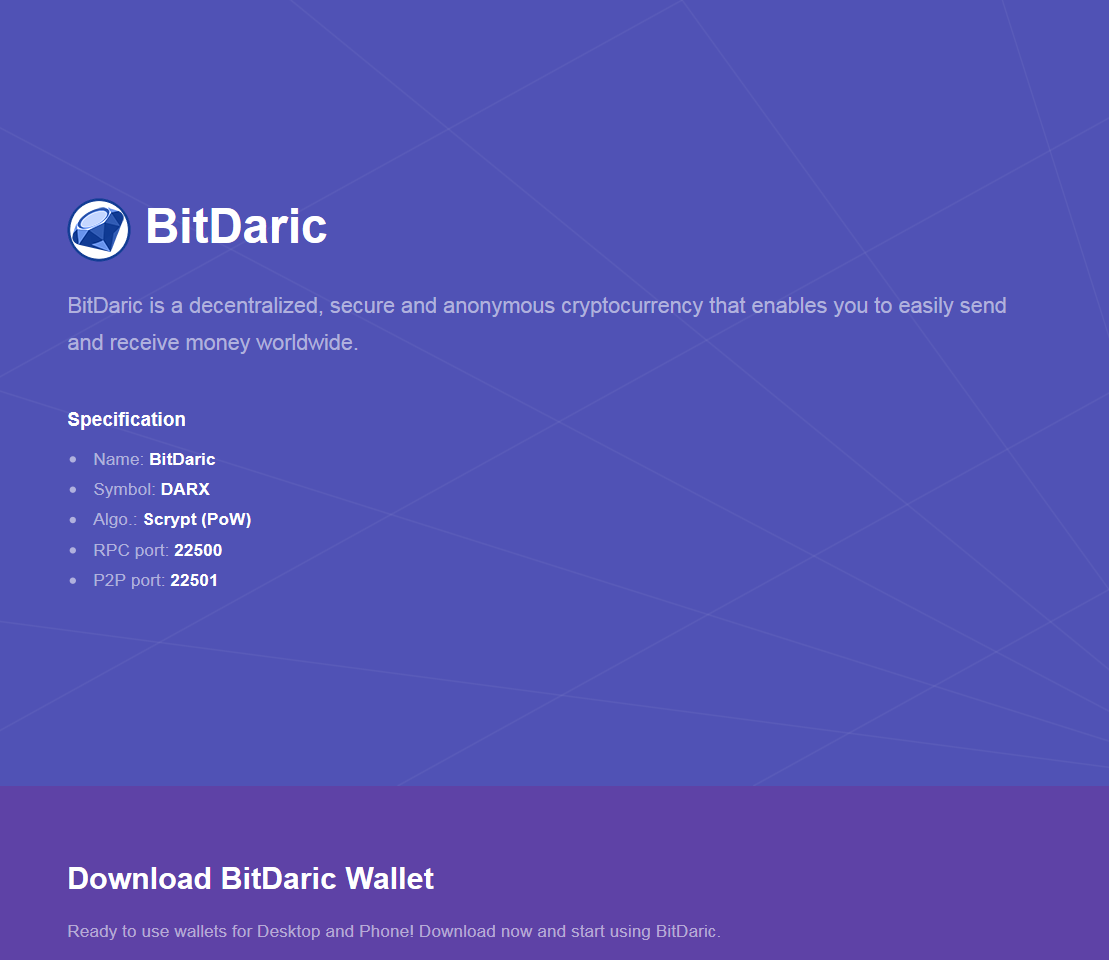 BitDaric
BitDaric is a decentralized, secure and anonymous cryptocurrency that enables you to easily send
and receive money worldwide.
Specification
Name: BitDaric
Symbol: DARX
Algo.: Scrypt (PoW)
RPC port: 22500
P2P port: 22501
Download BitDaric Wallet
Ready to use wallets for Desktop and Phone! Download now and start using BitDaric.